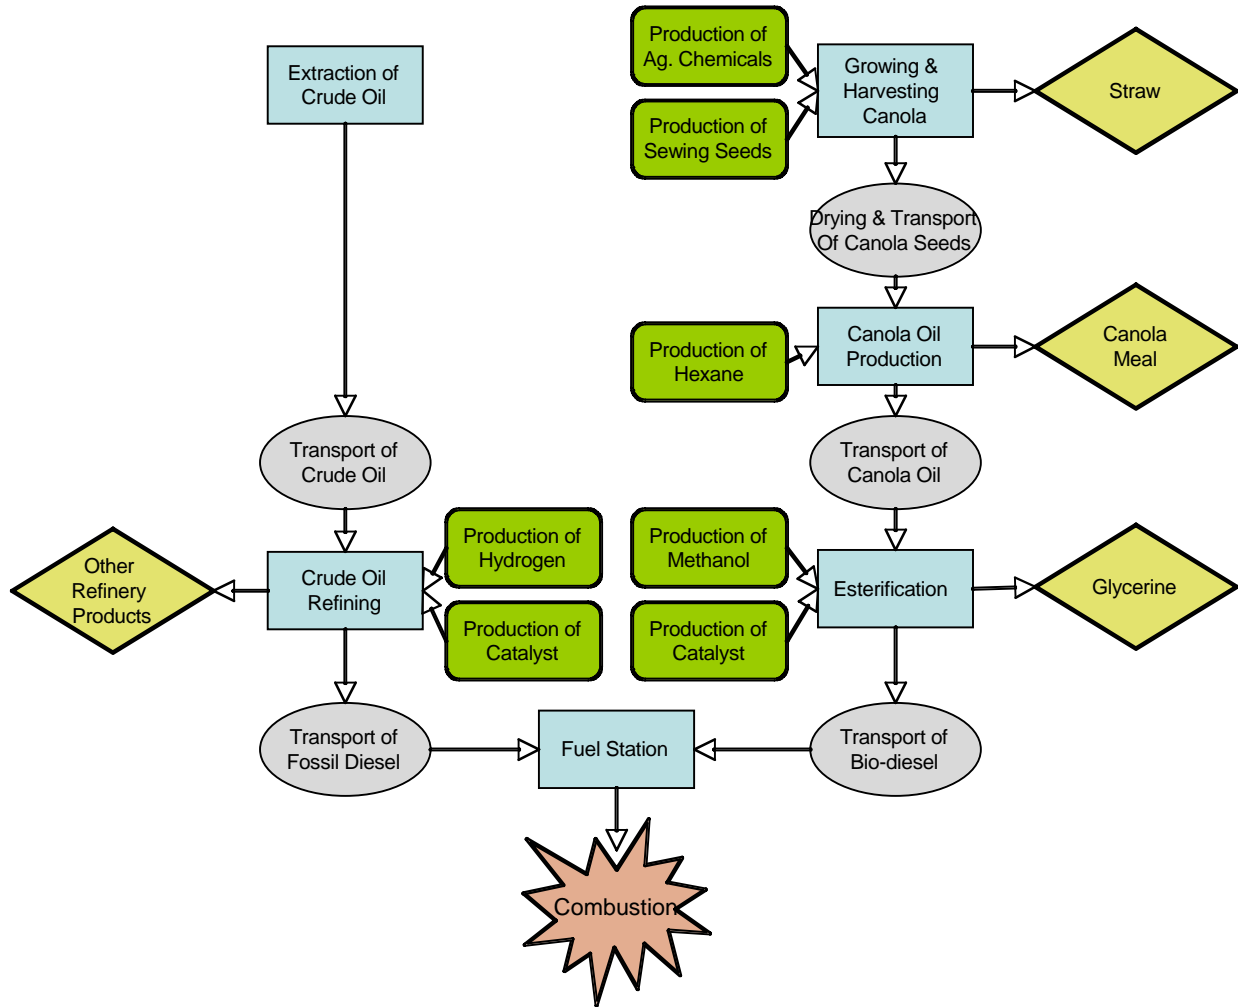 Production of
Ag. Chemicals
Extraction of
Crude Oil
Growing &
Harvesting
Canola
Straw
Production of
Sewing Seeds
Drying & Transport
Of Canola Seeds
Production of
Hexane
Canola Oil
Production
Canola
Meal
Transport of
Crude Oil
Transport of
Canola Oil
Other
Refinery
Products
Crude Oil
Refining
Production of
Hydrogen
Production of
Methanol
Esterification
Glycerine
Production of
Catalyst
Production of
Catalyst
Transport of
Fossil Diesel
Fuel Station
Transport of
Bio-diesel
Combustion